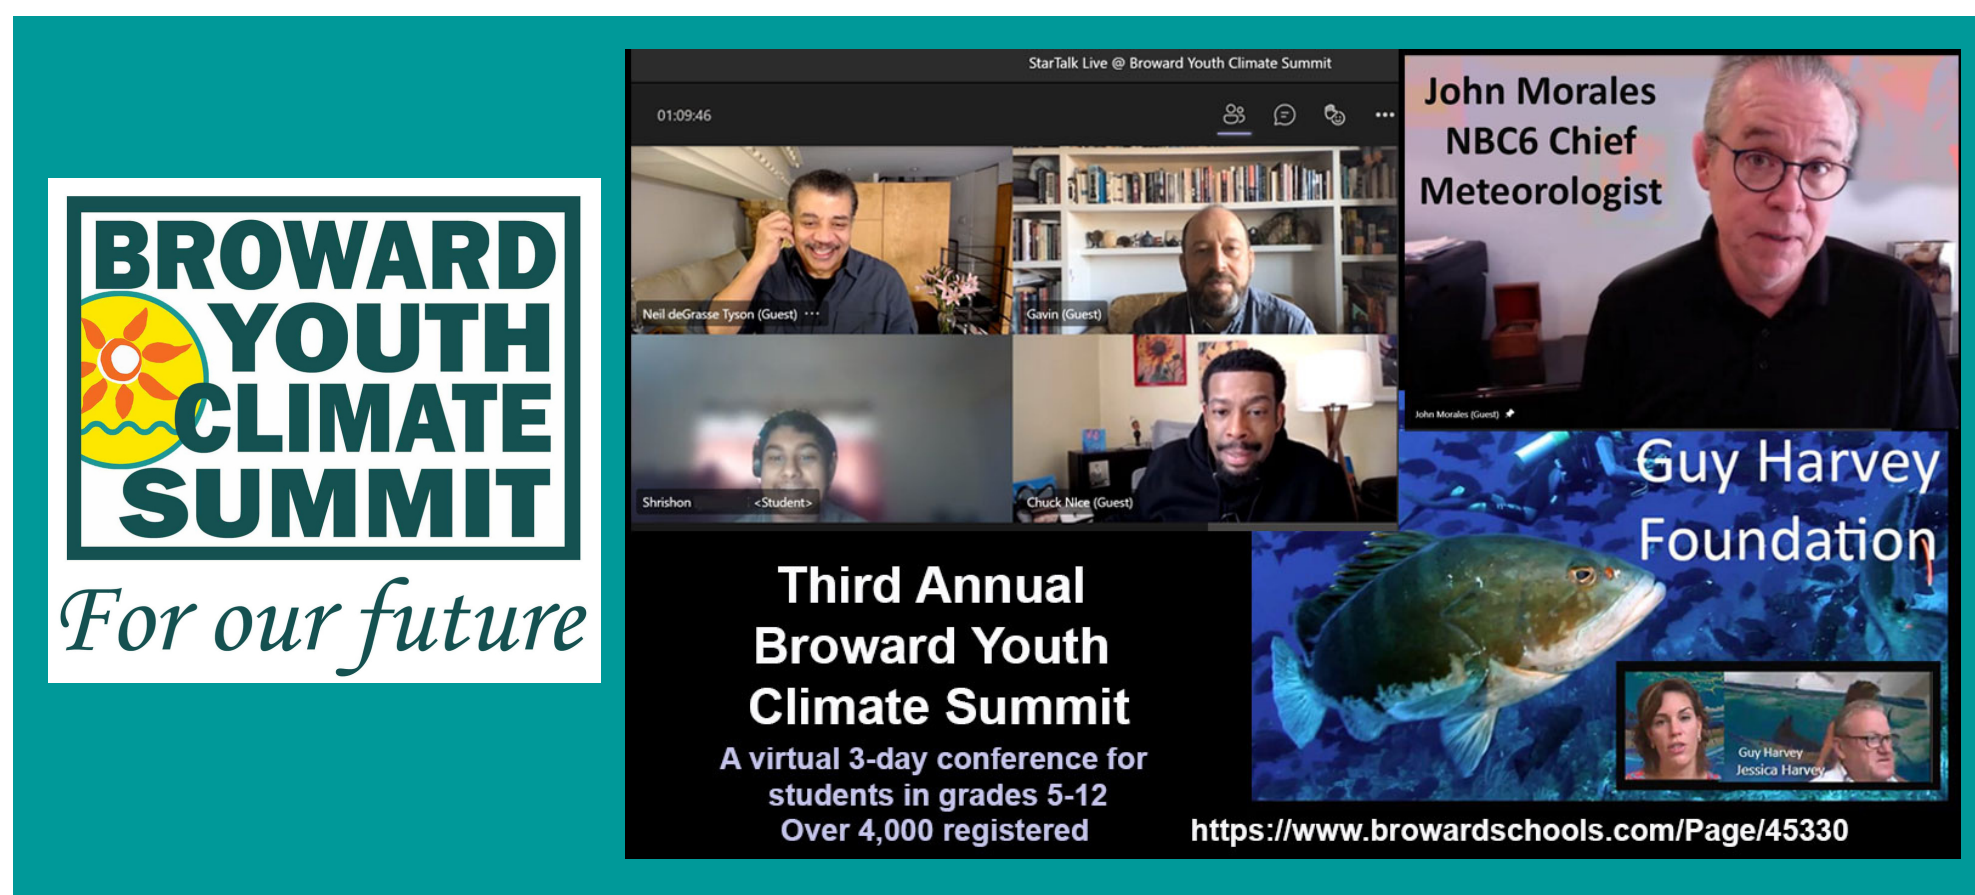 BROWARD
YOUTH
CLIMATE
SUMMIT
For our future
StarTalk Live @ Broward Youth Climate Summit
01:09:46
Neil deGrasse Tyson (Guest) ···
Gavin (Guest)
Shrishon <Student>
Chuck NIce (Guest)
John Morales
NBC6 Chief
Meteorologist
John Morales (Guest)
Guy Harvey
Foundation
Guy Harvey
Jessica Harvey
Third Annual
Broward Youth
Climate Summit
A virtual 3-day conference for
students in grades 5-12
Over 4,000 registered
https://www.browardschools.com/Page/45330